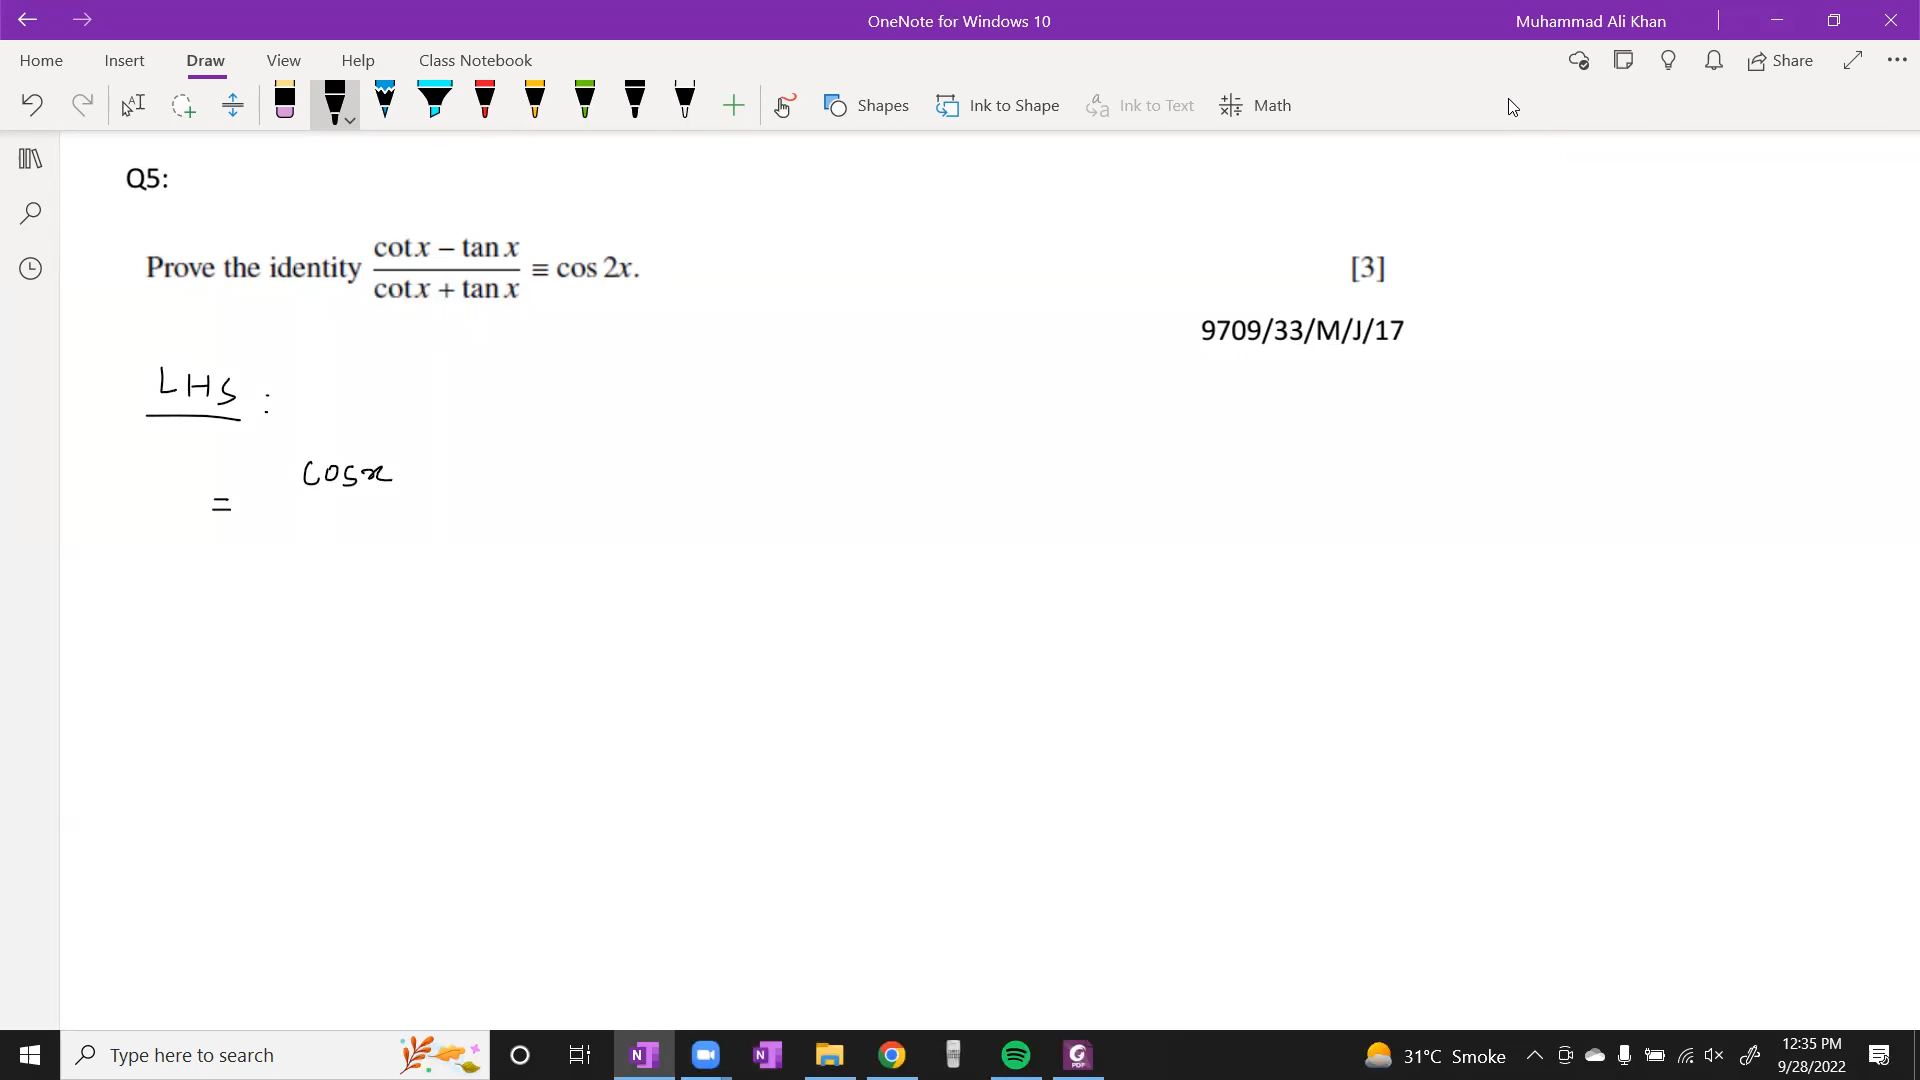 OneNote for Windows 10
Muhammad Ali Khan
Home Insert Draw View Help Class Notebook
Share
Shapes Ink to Shape Ink to Text Math
Q5:
Prove the identity \frac{cot x − tan x}{cot x + tan x} ≡ cos 2x. [3]
9709/33/M/J/17
LHS :
= cosx
Type here to search
31°C Smoke
12:35 PM
9/28/2022